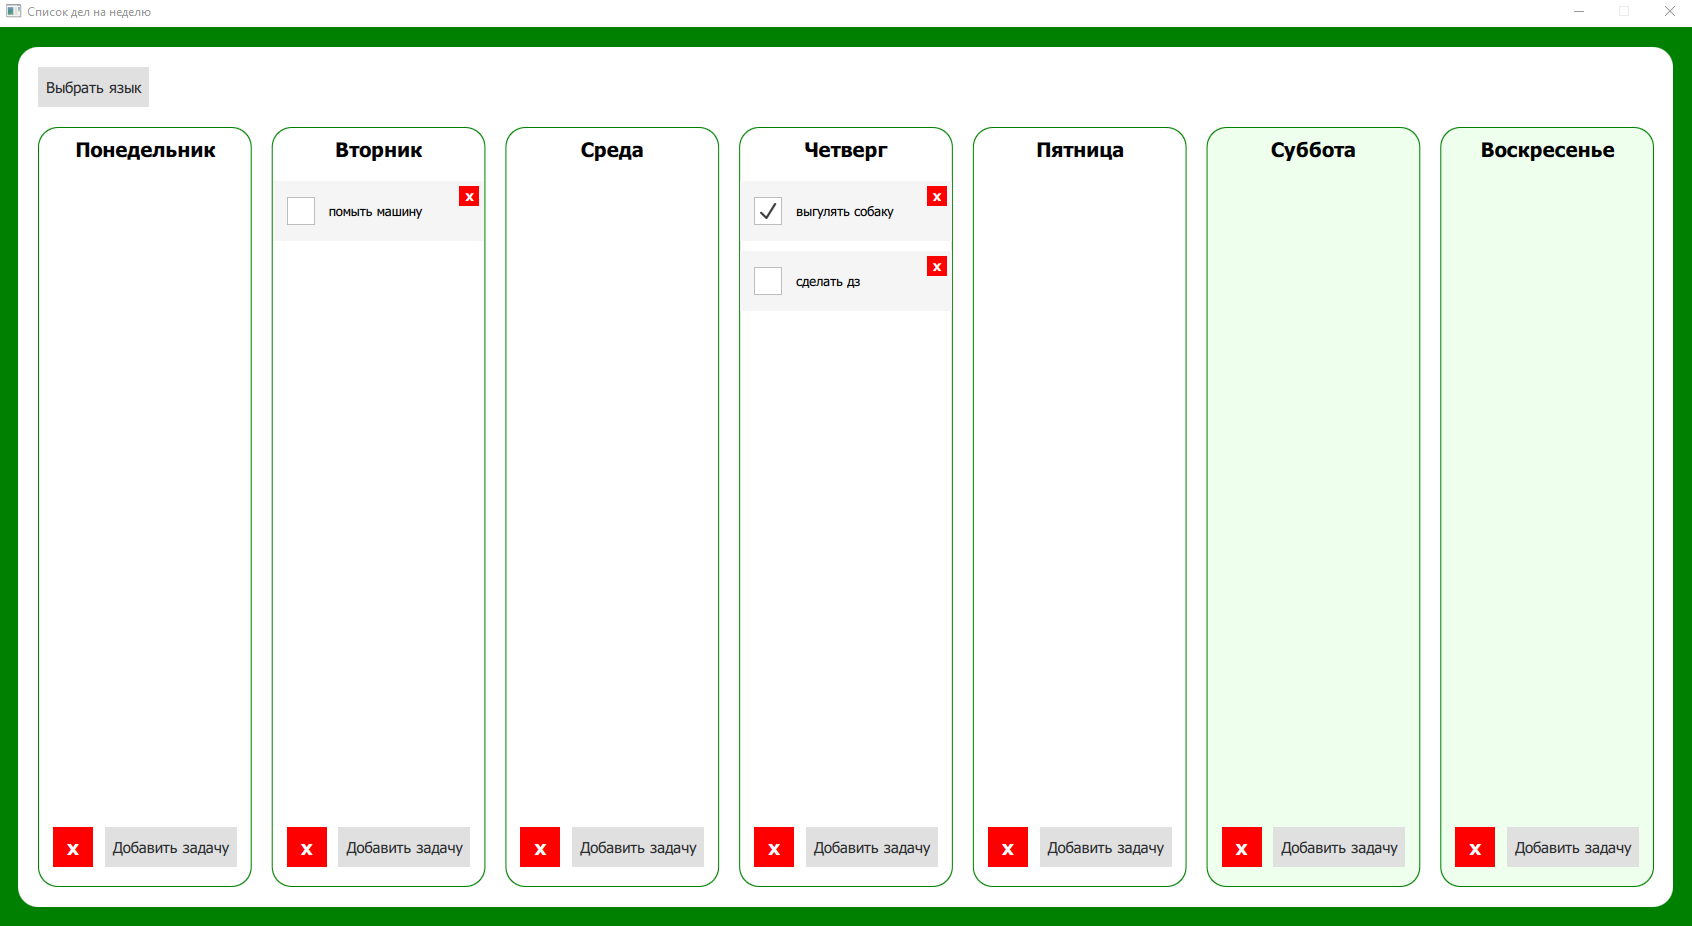 Список дел на неделю
Выбрать язык
Понедельник
Вторник
Среда
Четверг
Пятница
Суббота
Воскресенье
помыть машину
x
выгулять собаку
x
сделать дз
x
x
Добавить задачу
x
Добавить задачу
x
Добавить задачу
x
Добавить задачу
x
Добавить задачу
x
Добавить задачу
x
Добавить задачу